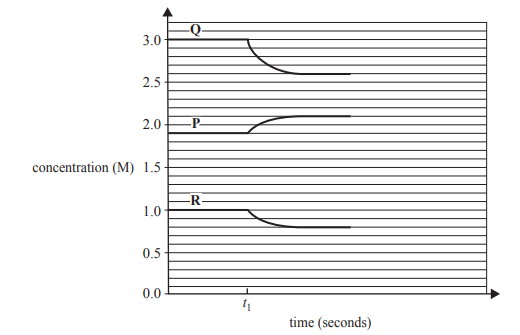 Q
3.0
2.5
P
2.0
concentration (M) 1.5
R
1.0
0.5
0.0
t1
time (seconds)